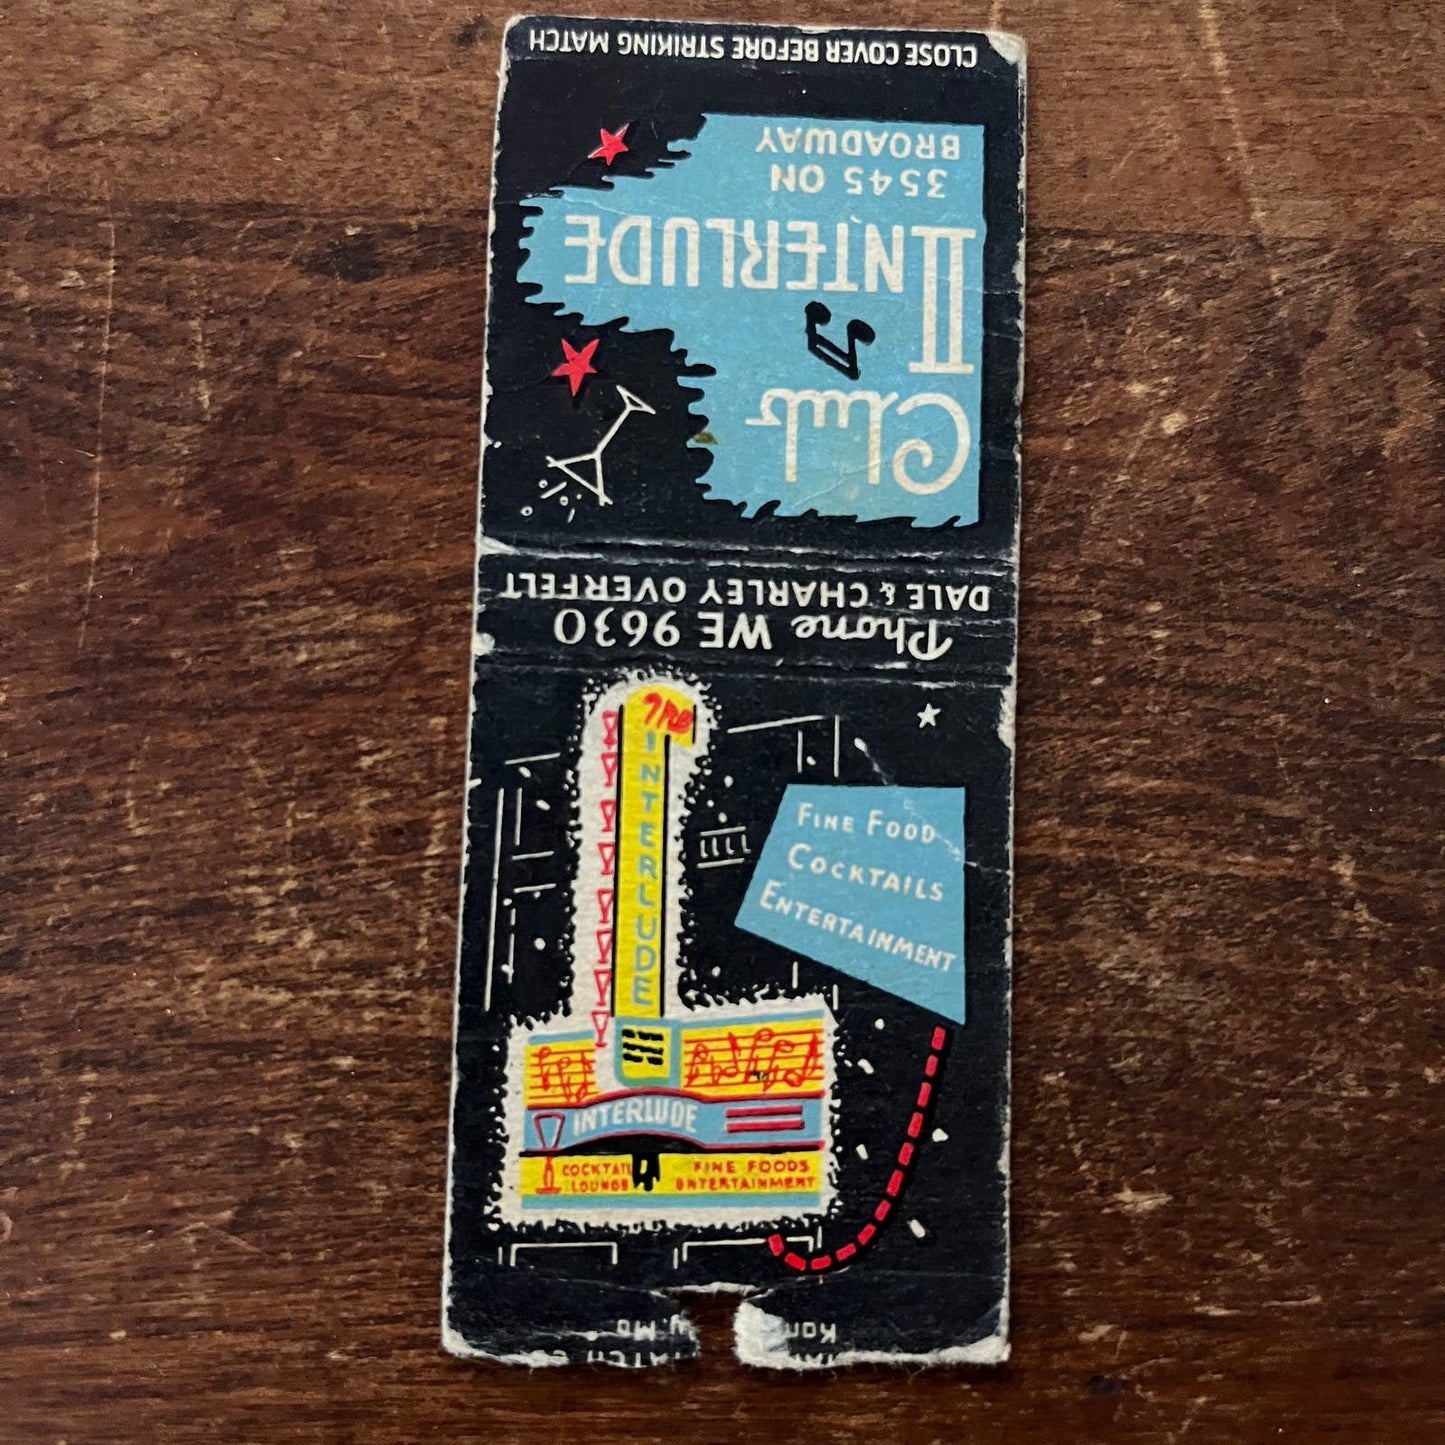 CLOSE COVER BEFORE STRIKING MATCH
Club
INTERLUDE
3545 ON
BROADWAY
Phone WE 9630
DALE & CHARLEY OVERFELT
FINE FOOD
COCKTAILS
ENTERTAINMENT
The
INTERLUDE
INTERLUDE
COCKTAIL
LOUNGE
FINE FOODS
ENTERTAINMENT